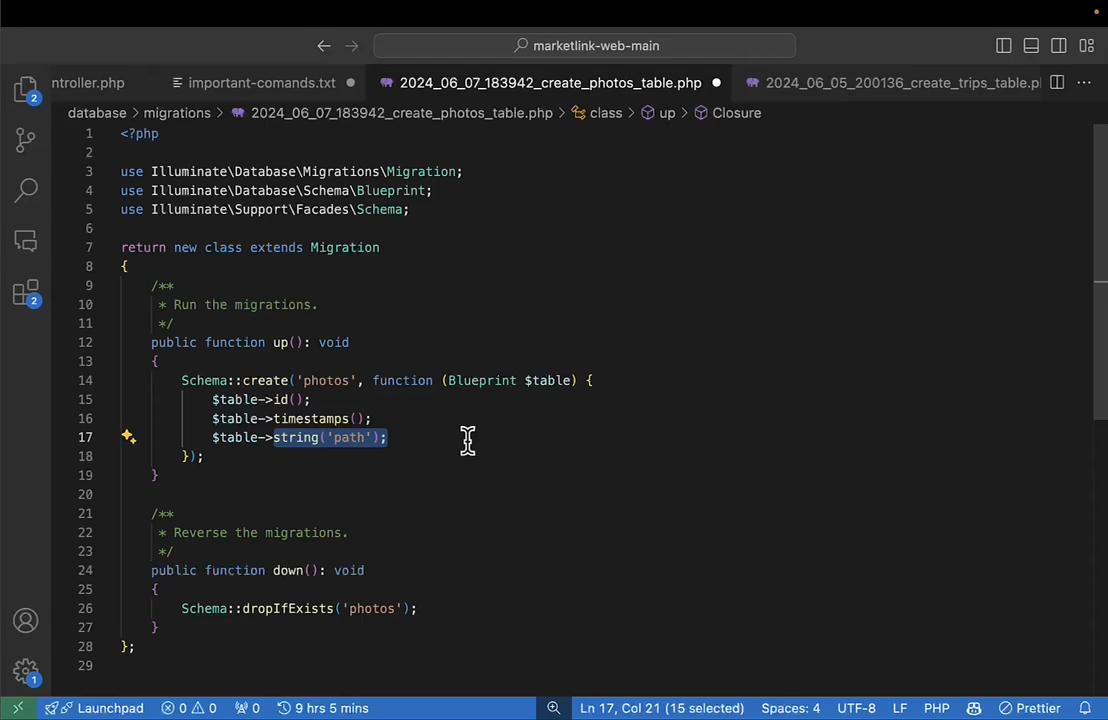 marketlink-web-main
ntroller.php
important-comands.txt
2024_06_07_183942_create_photos_table.php
2024_06_05_200136_create_trips_table.p
database > migrations > 2024_06_07_183942_create_photos_table.php > class > up > Closure
1 <?php
2
3 use Illuminate\Database\Migrations\Migration;
4 use Illuminate\Database\Schema\Blueprint;
5 use Illuminate\Support\Facades\Schema;
6
7 return new class extends Migration
8 {
9 /**
10 * Run the migrations.
11 */
12 public function up(): void
13 {
14 Schema::create('photos', function (Blueprint $table) {
15 $table->id();
16 $table->timestamps();
17 $table->string('path');
18 });
19 }
20
21 /**
22 * Reverse the migrations.
23 */
24 public function down(): void
25 {
26 Schema::dropIfExists('photos');
27 }
28 };
29
2
2
1
Launchpad 0 0 0 9 hrs 5 mins Ln 17, Col 21 (15 selected) Spaces: 4 UTF-8 LF PHP Prettier